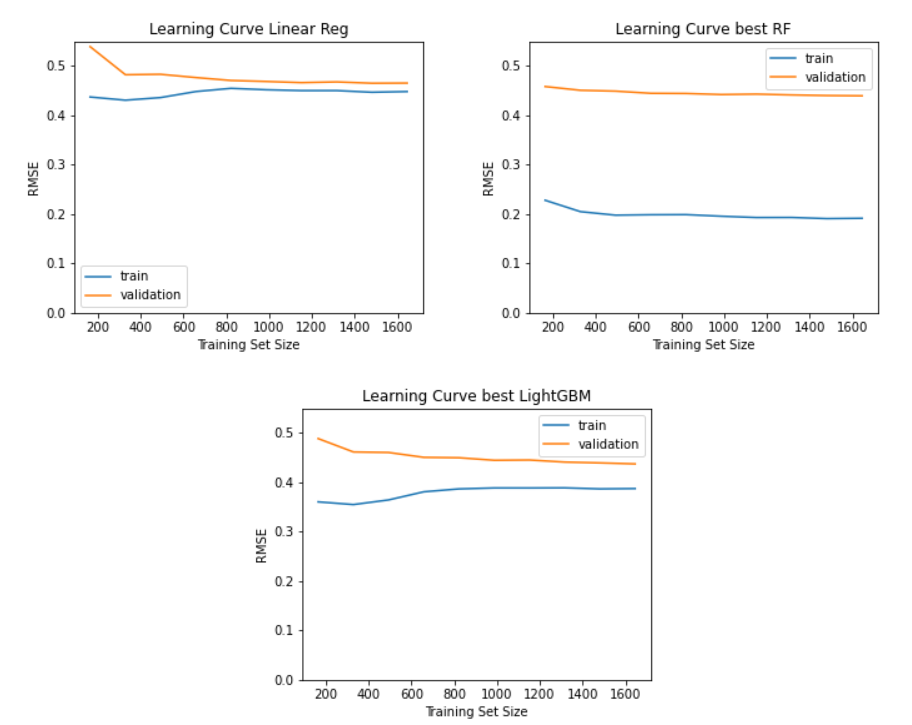 Learning Curve Linear Reg
RMSE
0.5
0.4
0.3
0.2
0.1
0.0
train
validation
200 400 600 800 1000 1200 1400 1600
Training Set Size
Learning Curve best RF
RMSE
0.5
0.4
0.3
0.2
0.1
0.0
train
validation
200 400 600 800 1000 1200 1400 1600
Training Set Size
Learning Curve best LightGBM
RMSE
0.5
0.4
0.3
0.2
0.1
0.0
train
validation
200 400 600 800 1000 1200 1400 1600
Training Set Size